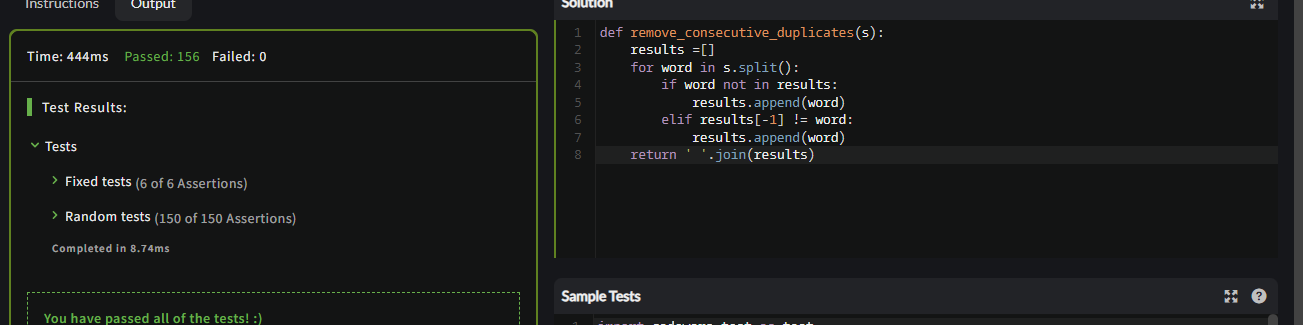 Instructions
Output
Time: 444ms Passed: 156 Failed: 0
Test Results:
Tests
Fixed tests (6 of 6 Assertions)
Random tests (150 of 150 Assertions)
Completed in 8.74ms
You have passed all of the tests! :)
Solution
1 def remove_consecutive_duplicates(s):
2     results =[]
3     for word in s.split():
4         if word not in results:
5             results.append(word)
6         elif results[-1] != word:
7             results.append(word)
8     return ' '.join(results)
Sample Tests
?